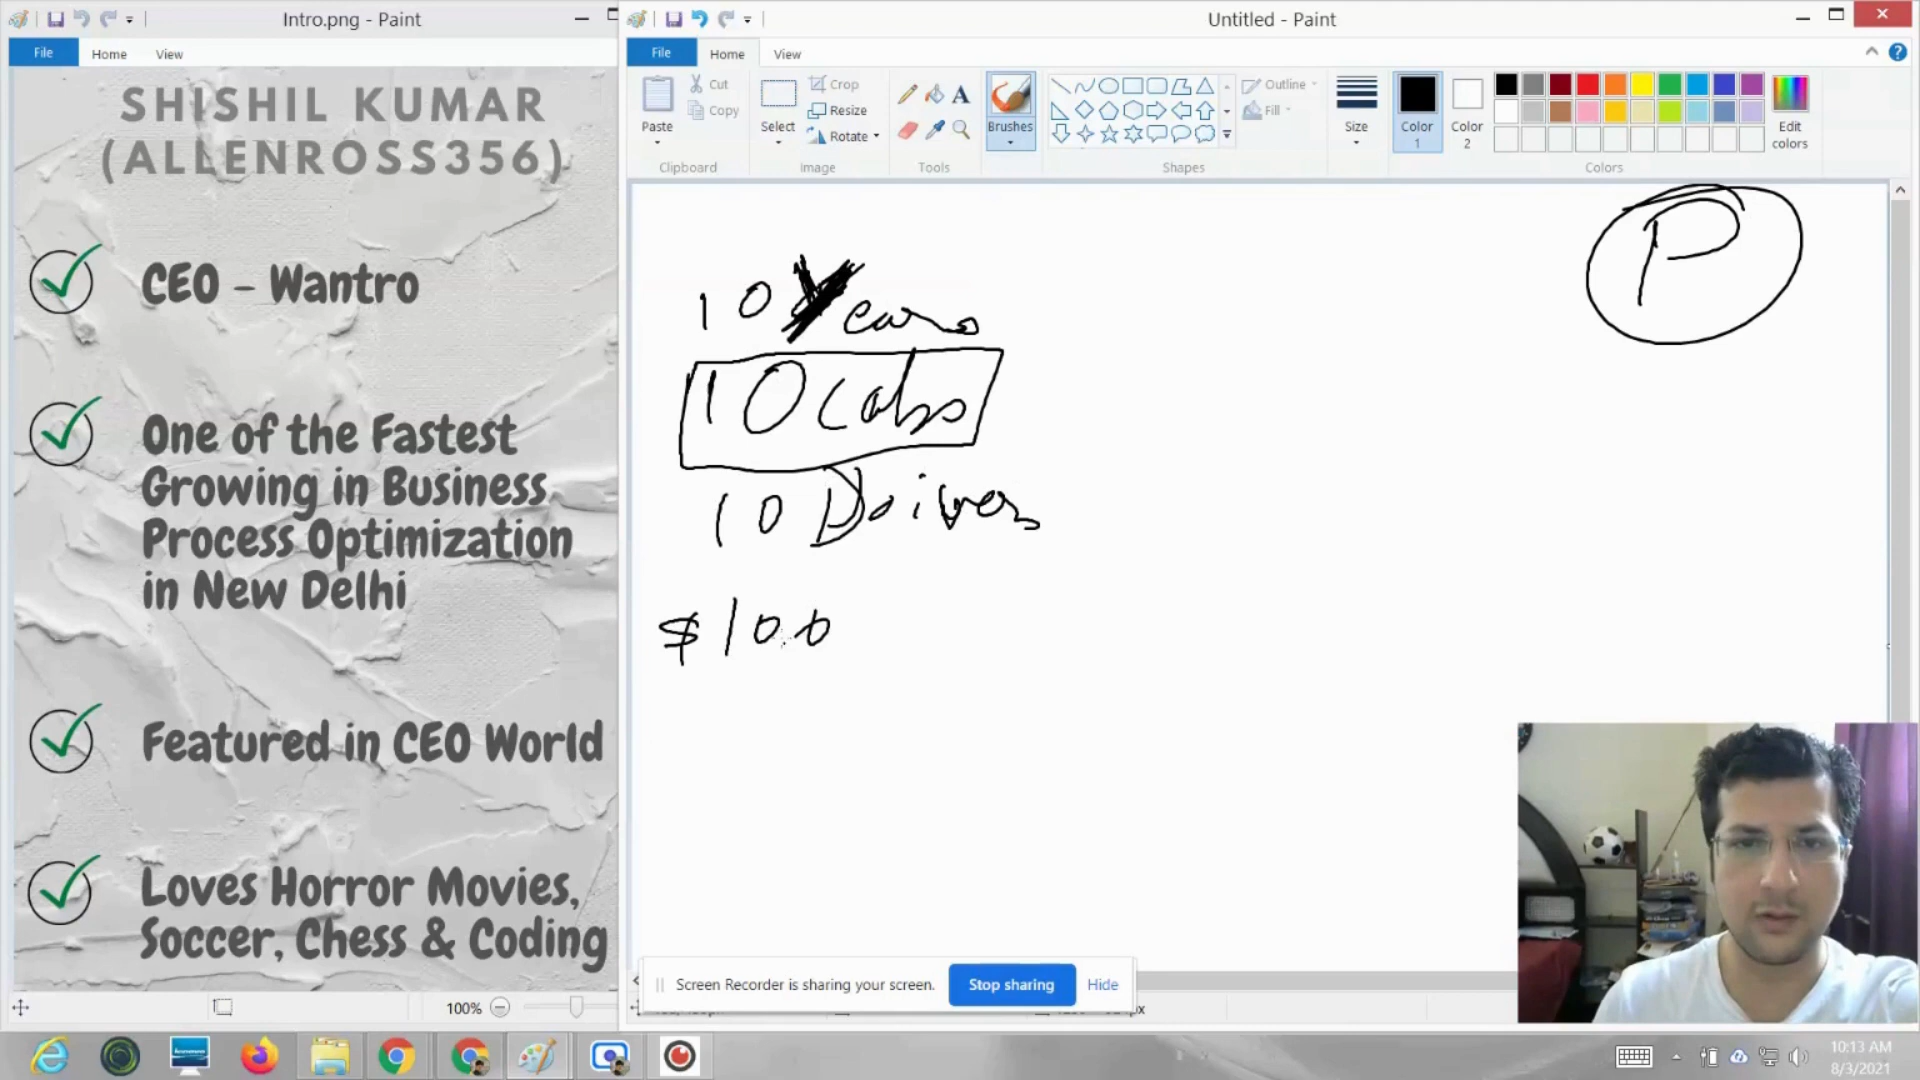 Intro.png - Paint
File Home View
SHISHIL KUMAR
(ALLENROSS356)
CEO - Wantro
One of the Fastest
Growing in Business
Process Optimization
in New Delhi
Featured in CEO World
Loves Horror Movies,
Soccer, Chess & Coding
100%
Untitled - Paint
File Home View
Paste
Cut
Copy
Clipboard
Select
Crop
Resize
Rotate
Image
Tools
Brushes
Shapes
Outline
Fill
Size
Color 1
Color 2
Edit colors
Colors
P
10 Years
10 Cabs
10 Drivers
$ 10.0
Screen Recorder is sharing your screen. Stop sharing Hide
lenovo
10:13 AM
8/3/2021